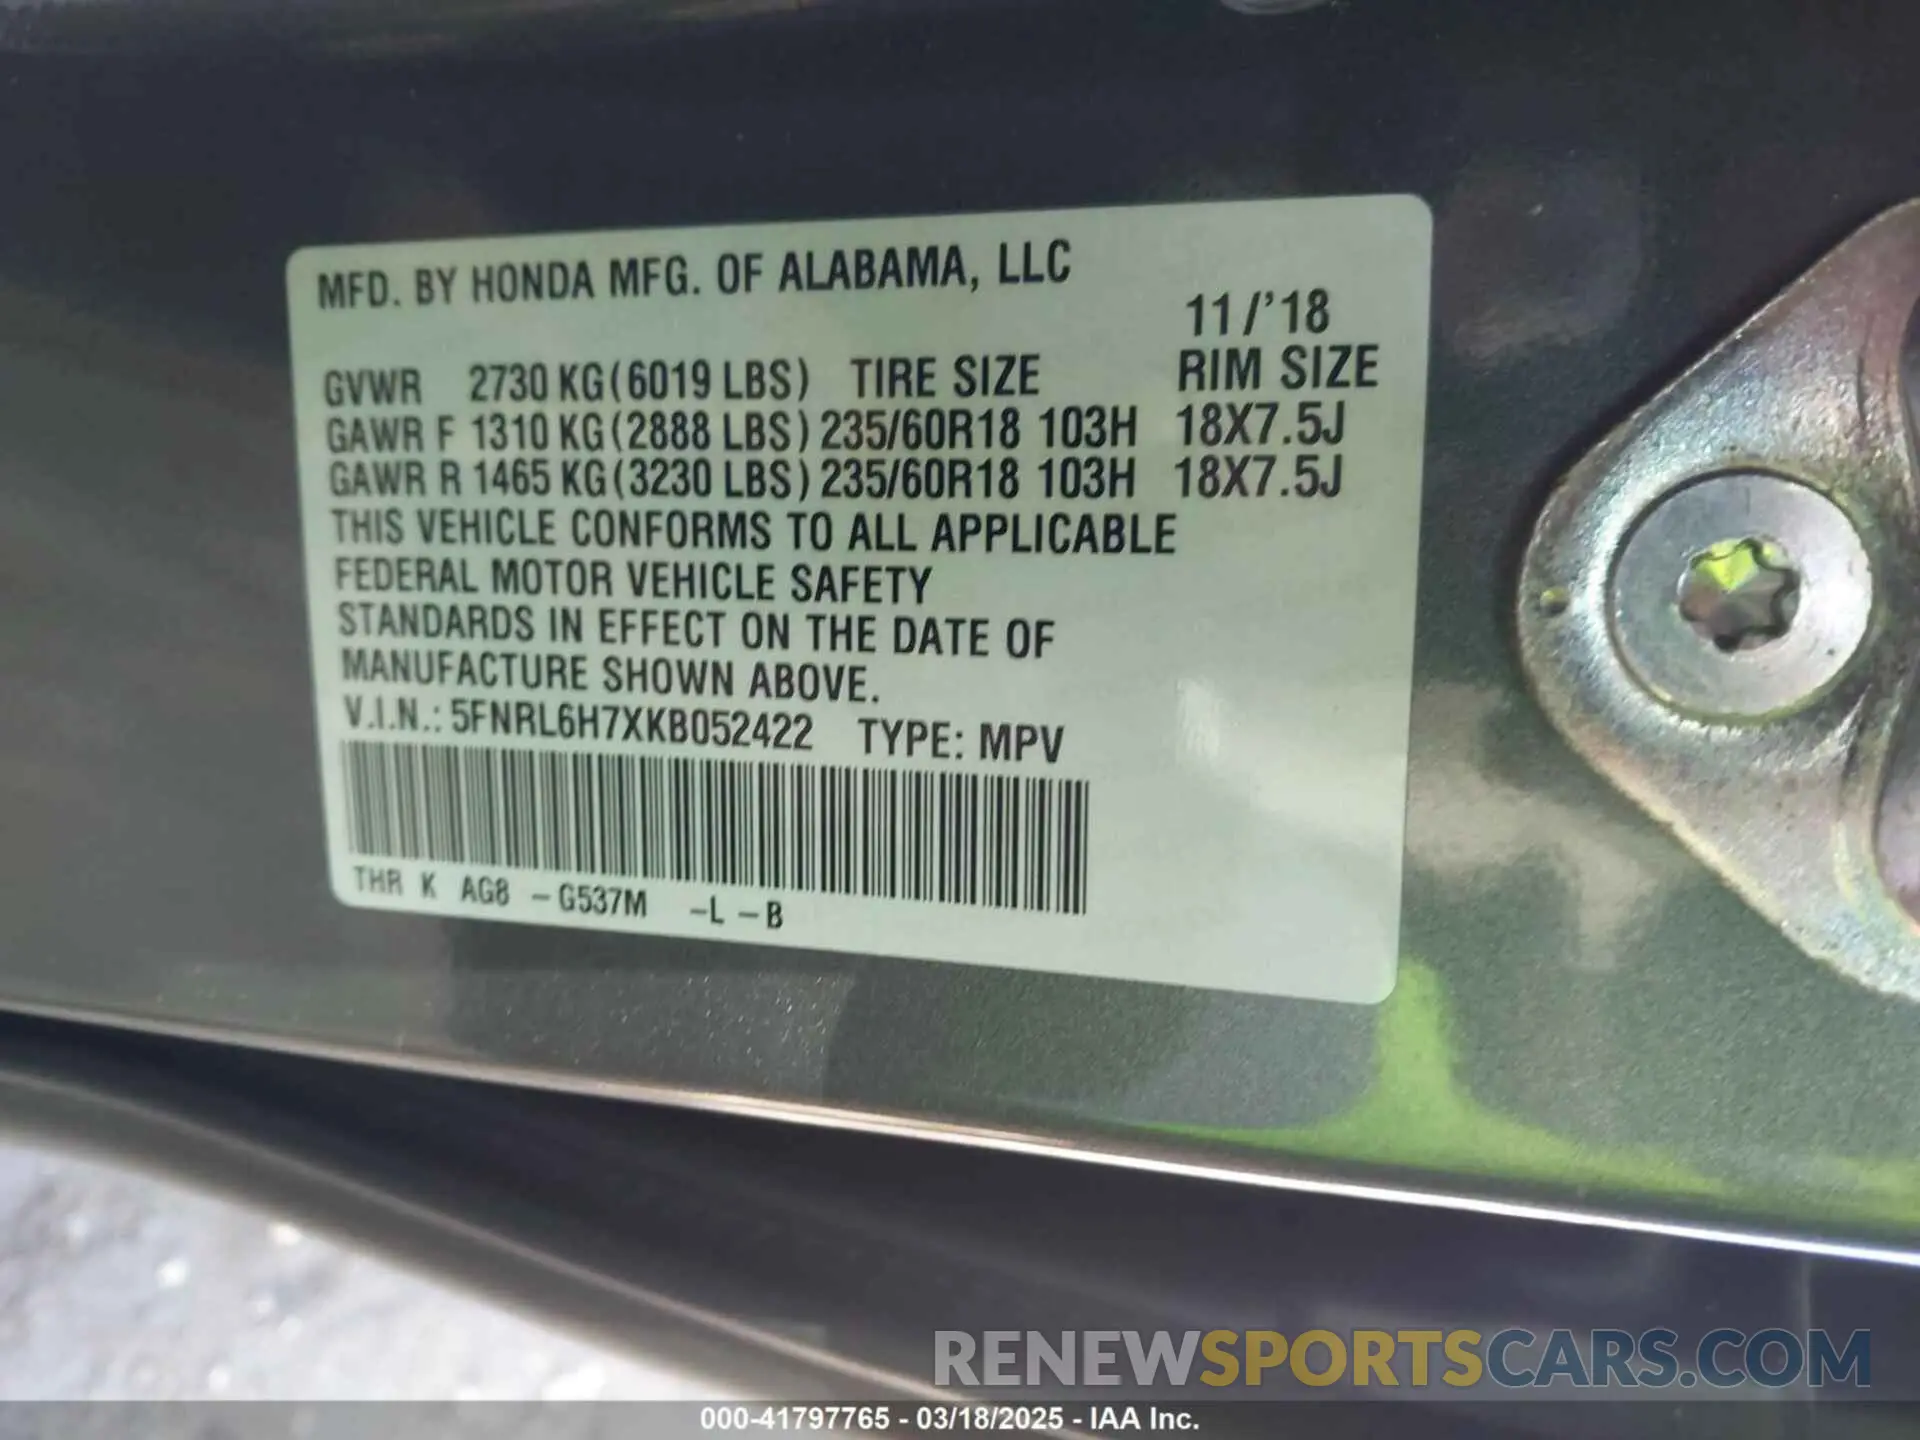 MFD. BY HONDA MFG. OF ALABAMA, LLC
11/'18
GVWR 2730 KG(6019 LBS) TIRE SIZE RIM SIZE
GAWR F 1310 KG(2888 LBS) 235/60R18 103H 18X7.5J
GAWR R 1465 KG(3230 LBS) 235/60R18 103H 18X7.5J
THIS VEHICLE CONFORMS TO ALL APPLICABLE
FEDERAL MOTOR VEHICLE SAFETY
STANDARDS IN EFFECT ON THE DATE OF
MANUFACTURE SHOWN ABOVE.
V.I.N.: 5FNRL6H7XKB052422 TYPE: MPV
THR K AG8 -G537M -L -B
RENEWSPORTSCARS.COM
000-41797765 - 03/18/2025 - IAA Inc.